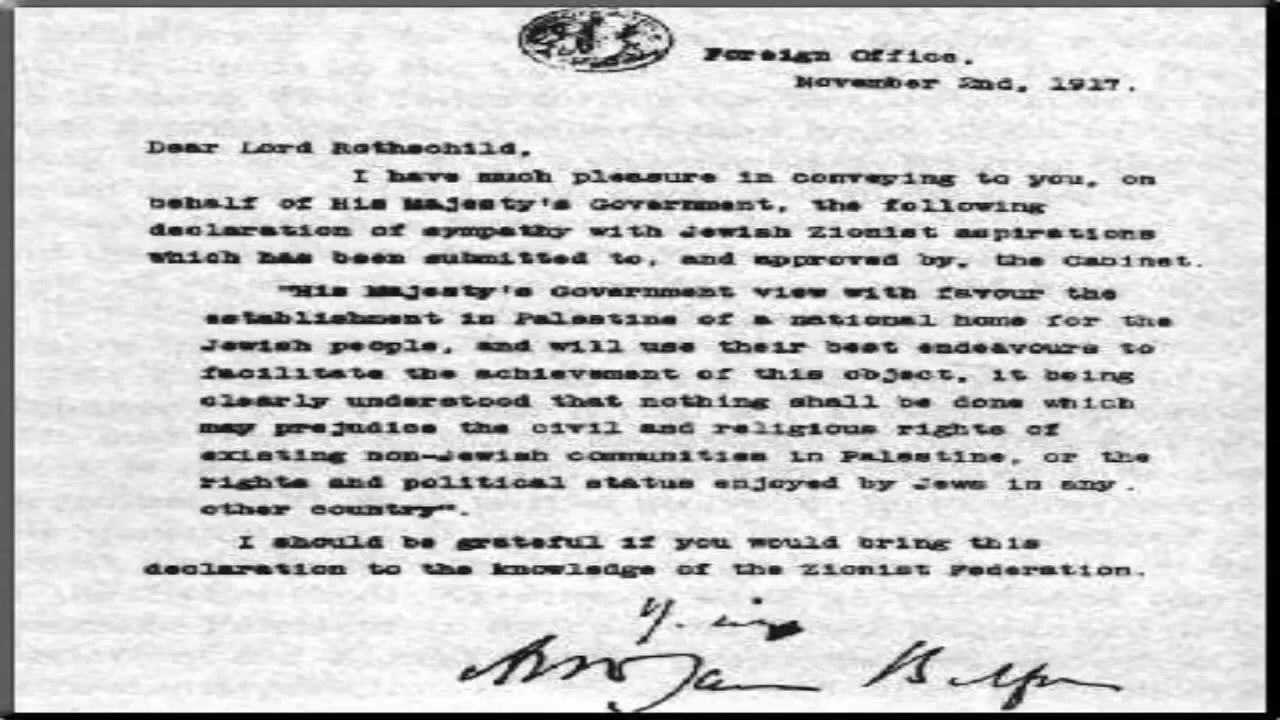 Foreign Office,
November 2nd, 1917.
Dear Lord Rothschild,
I have much pleasure in conveying to you, on
behalf of His Majesty's Government, the following
declaration of sympathy with Jewish Zionist aspirations
which has been submitted to, and approved by, the Cabinet.
"His Majesty's Government view with favour the
establishment in Palestine of a national home for the
Jewish people, and will use their best endeavours to
facilitate the achievement of this object, it being
clearly understood that nothing shall be done which
may prejudice the civil and religious rights of
existing non-Jewish communities in Palestine, or the
rights and political status enjoyed by Jews in any
other country".
I should be grateful if you would bring this
declaration to the knowledge of the Zionist Federation.
Balfour